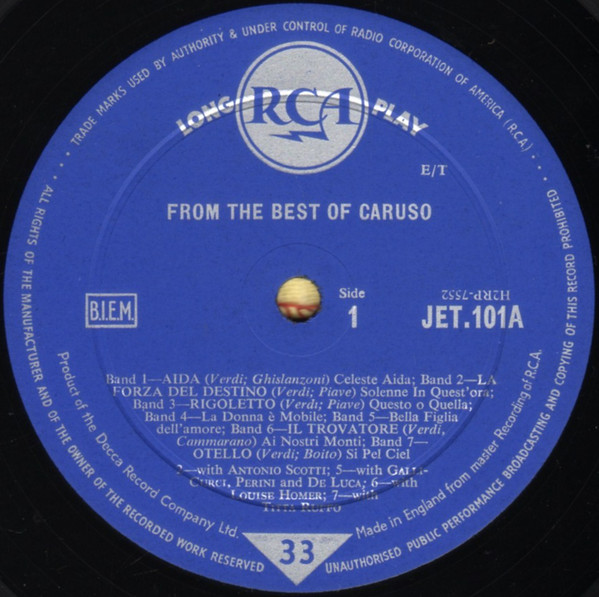 TRADE MARKS USED BY AUTHORITY & UNDER CONTROL OF RADIO CORPORATION OF AMERICA (R.C.A.)
LONG RCA PLAY
E/T
FROM THE BEST OF CARUSO
B.I.E.M.
Side
1
H2RP-7552
JET.101A
Band 1—AIDA (Verdi; Ghislanzoni) Celeste Aida; Band 2—LA
FORZA DEL DESTINO (Verdi; Piave) Solenne In Quest'ora;
Band 3—RIGOLETTO (Verdi; Piave) Questo o Quella;
Band 4—La Donna è Mobile; Band 5—Bella Figlia
dell'amore; Band 6—IL TROVATORE (Verdi,
Cammarano) Ai Nostri Monti; Band 7—
OTELLO (Verdi; Boito) Si Pel Ciel
2—with ANTONIO SCOTTI; 5—with GALLI-
CURCI, PERINI and DE LUCA; 6—with
LOUISE HOMER; 7—with
TITTA RUFFO
Product of the Decca Record Company Ltd.
Made in England from master Recording of R.C.A.
33
ALL RIGHTS OF THE MANUFACTURER AND OF THE OWNER OF THE RECORDED WORK RESERVED
UNAUTHORISED PUBLIC PERFORMANCE BROADCASTING AND COPYING OF THIS RECORD PROHIBITED